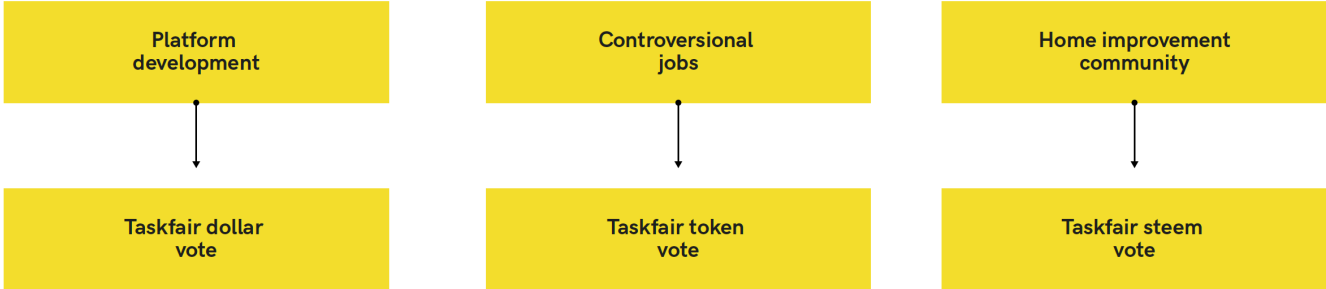 Platform
development
Controversional
jobs
Home improvement
community
Taskfair dollar
vote
Taskfair token
vote
Taskfair steem
vote